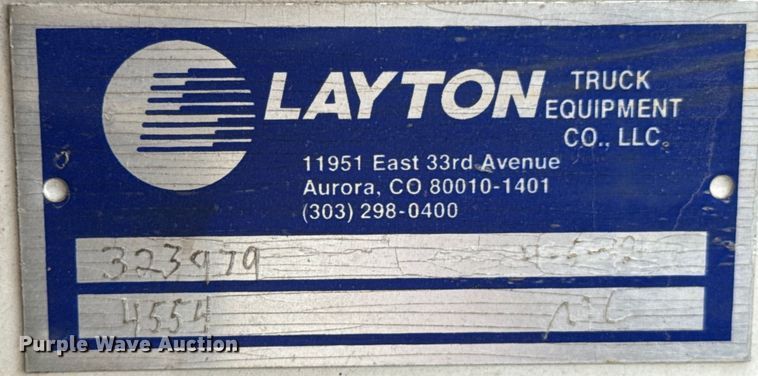 LAYTON TRUCK EQUIPMENT CO., LLC.
11951 East 33rd Avenue
Aurora, CO 80010-1401
(303) 298-0400
323979
4554
Purple Wave Auction